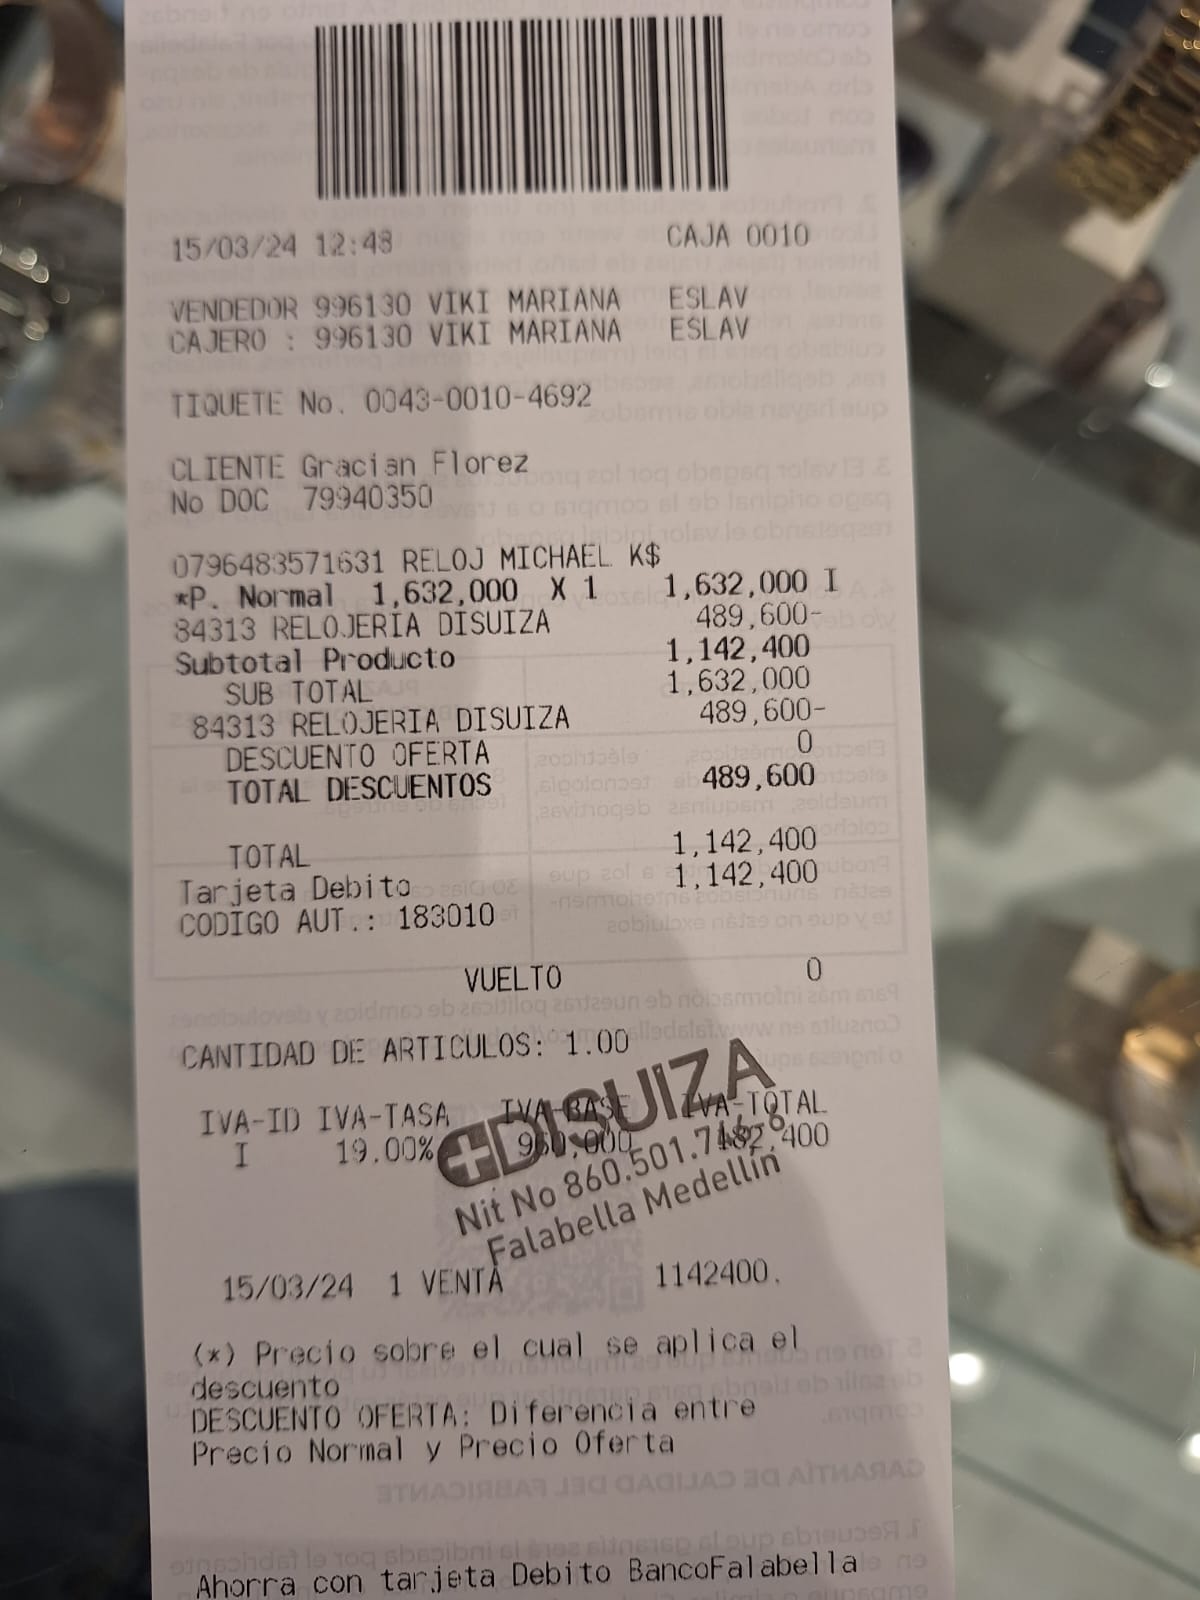 15/03/24 12:48 CAJA 0010
VENDEDOR 996130 VIKI MARIANA ESLAV
CAJERO : 996130 VIKI MARIANA ESLAV
TIQUETE No. 0043-0010-4692
CLIENTE Gracian Florez
No DOC 79940350
0796483571631 RELOJ MICHAEL K$
*P. Normal 1,632,000 X 1 1,632,000 I
84313 RELOJERIA DISUIZA 489,600-
Subtotal Producto 1,142,400
SUB TOTAL 1,632,000
84313 RELOJERIA DISUIZA 489,600-
DESCUENTO OFERTA 0
TOTAL DESCUENTOS 489,600
TOTAL 1,142,400
Tarjeta Debito 1,142,400
CODIGO AUT.: 183010
VUELTO 0
CANTIDAD DE ARTICULOS: 1.00
IVA-ID IVA-TASA IVA-BASE IVA-TOTAL
I 19.00% 960,000 182,400
DISUIZA
Nit No
Falabella Medellín
15/03/24 1 VENTA 1142400.
(*) Precio sobre el cual se aplica el
descuento
DESCUENTO OFERTA: Diferencia entre
Precio Normal y Precio Oferta
Ahorra con tarjeta Debito BancoFalabella